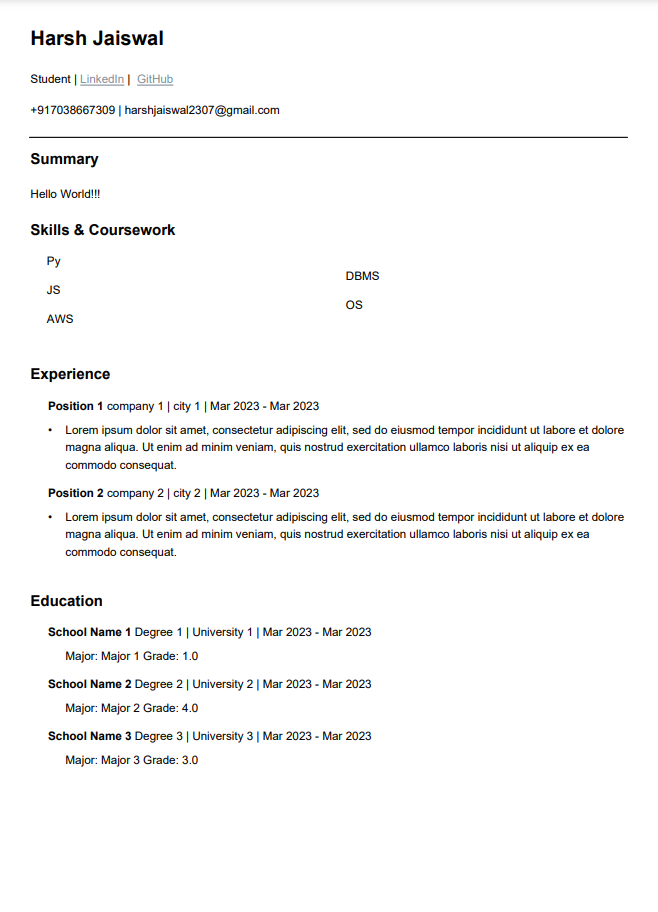 Harsh Jaiswal
Student | LinkedIn | GitHub
+917038667309 | harshjaiswal2307@gmail.com
Summary
Hello World!!!
Skills & Coursework
Py
JS
AWS
DBMS
OS
Experience
Position 1 company 1 | city 1 | Mar 2023 - Mar 2023
• Lorem ipsum dolor sit amet, consectetur adipiscing elit, sed do eiusmod tempor incididunt ut labore et dolore
magna aliqua. Ut enim ad minim veniam, quis nostrud exercitation ullamco laboris nisi ut aliquip ex ea
commodo consequat.
Position 2 company 2 | city 2 | Mar 2023 - Mar 2023
• Lorem ipsum dolor sit amet, consectetur adipiscing elit, sed do eiusmod tempor incididunt ut labore et dolore
magna aliqua. Ut enim ad minim veniam, quis nostrud exercitation ullamco laboris nisi ut aliquip ex ea
commodo consequat.
Education
School Name 1 Degree 1 | University 1 | Mar 2023 - Mar 2023
Major: Major 1 Grade: 1.0
School Name 2 Degree 2 | University 2 | Mar 2023 - Mar 2023
Major: Major 2 Grade: 4.0
School Name 3 Degree 3 | University 3 | Mar 2023 - Mar 2023
Major: Major 3 Grade: 3.0